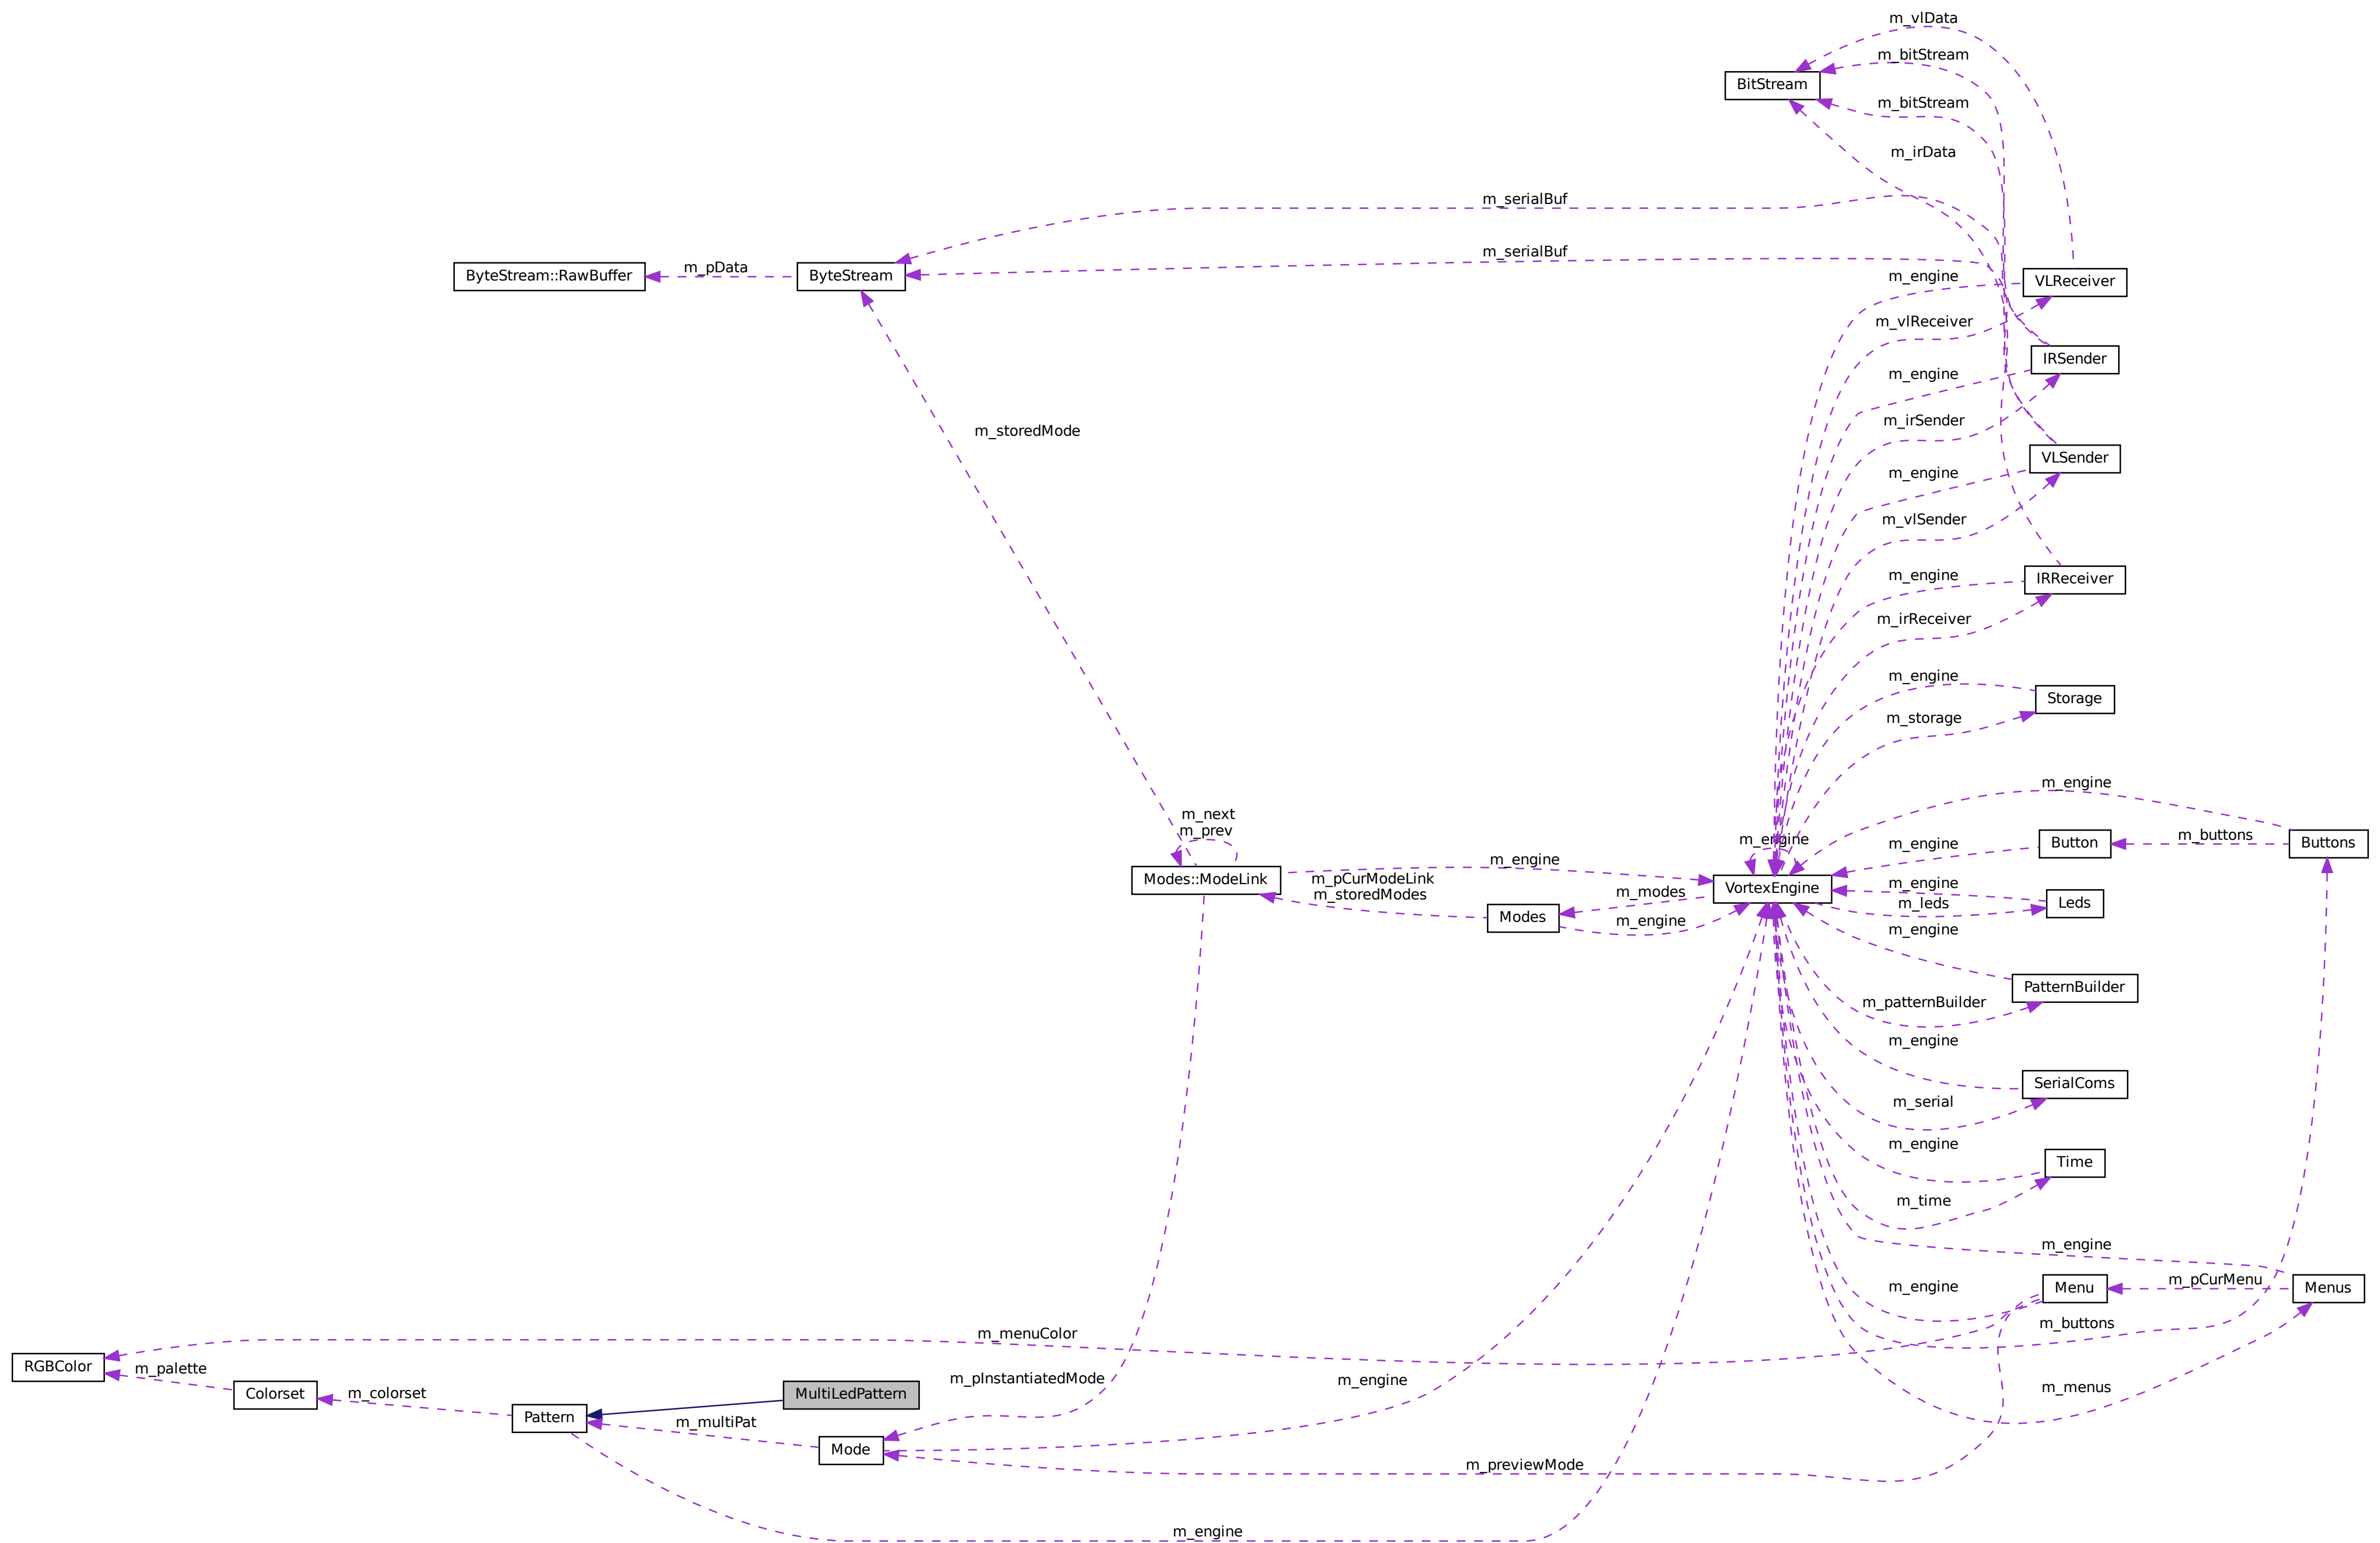 m_vlData
m_bitStream
BitStream
m_bitStream
m_irData
m_serialBuf
m_serialBuf
ByteStream::RawBuffer
m_pData
ByteStream
m_engine
VLReceiver
m_vlReceiver
IRSender
m_engine
m_irSender
m_storedMode
VLSender
m_engine
m_vlSender
m_engine
IRReceiver
m_irReceiver
m_engine
Storage
m_storage
m_engine
m_next
m_prev
m_engine
m_engine
Button
m_buttons
Buttons
m_engine
Modes::ModeLink
m_pCurModeLink
m_storedModes
VortexEngine
m_modes
m_engine
m_leds
Leds
Modes
m_engine
m_engine
PatternBuilder
m_patternBuilder
m_engine
SerialComs
m_serial
m_engine
Time
m_time
m_engine
m_engine
Menu
m_pCurMenu
Menus
m_buttons
m_menuColor
RGBColor
m_palette
Colorset
m_colorset
MultiLedPattern
m_pInstantiatedMode
m_engine
m_menus
Pattern
m_multiPat
Mode
m_previewMode
m_engine